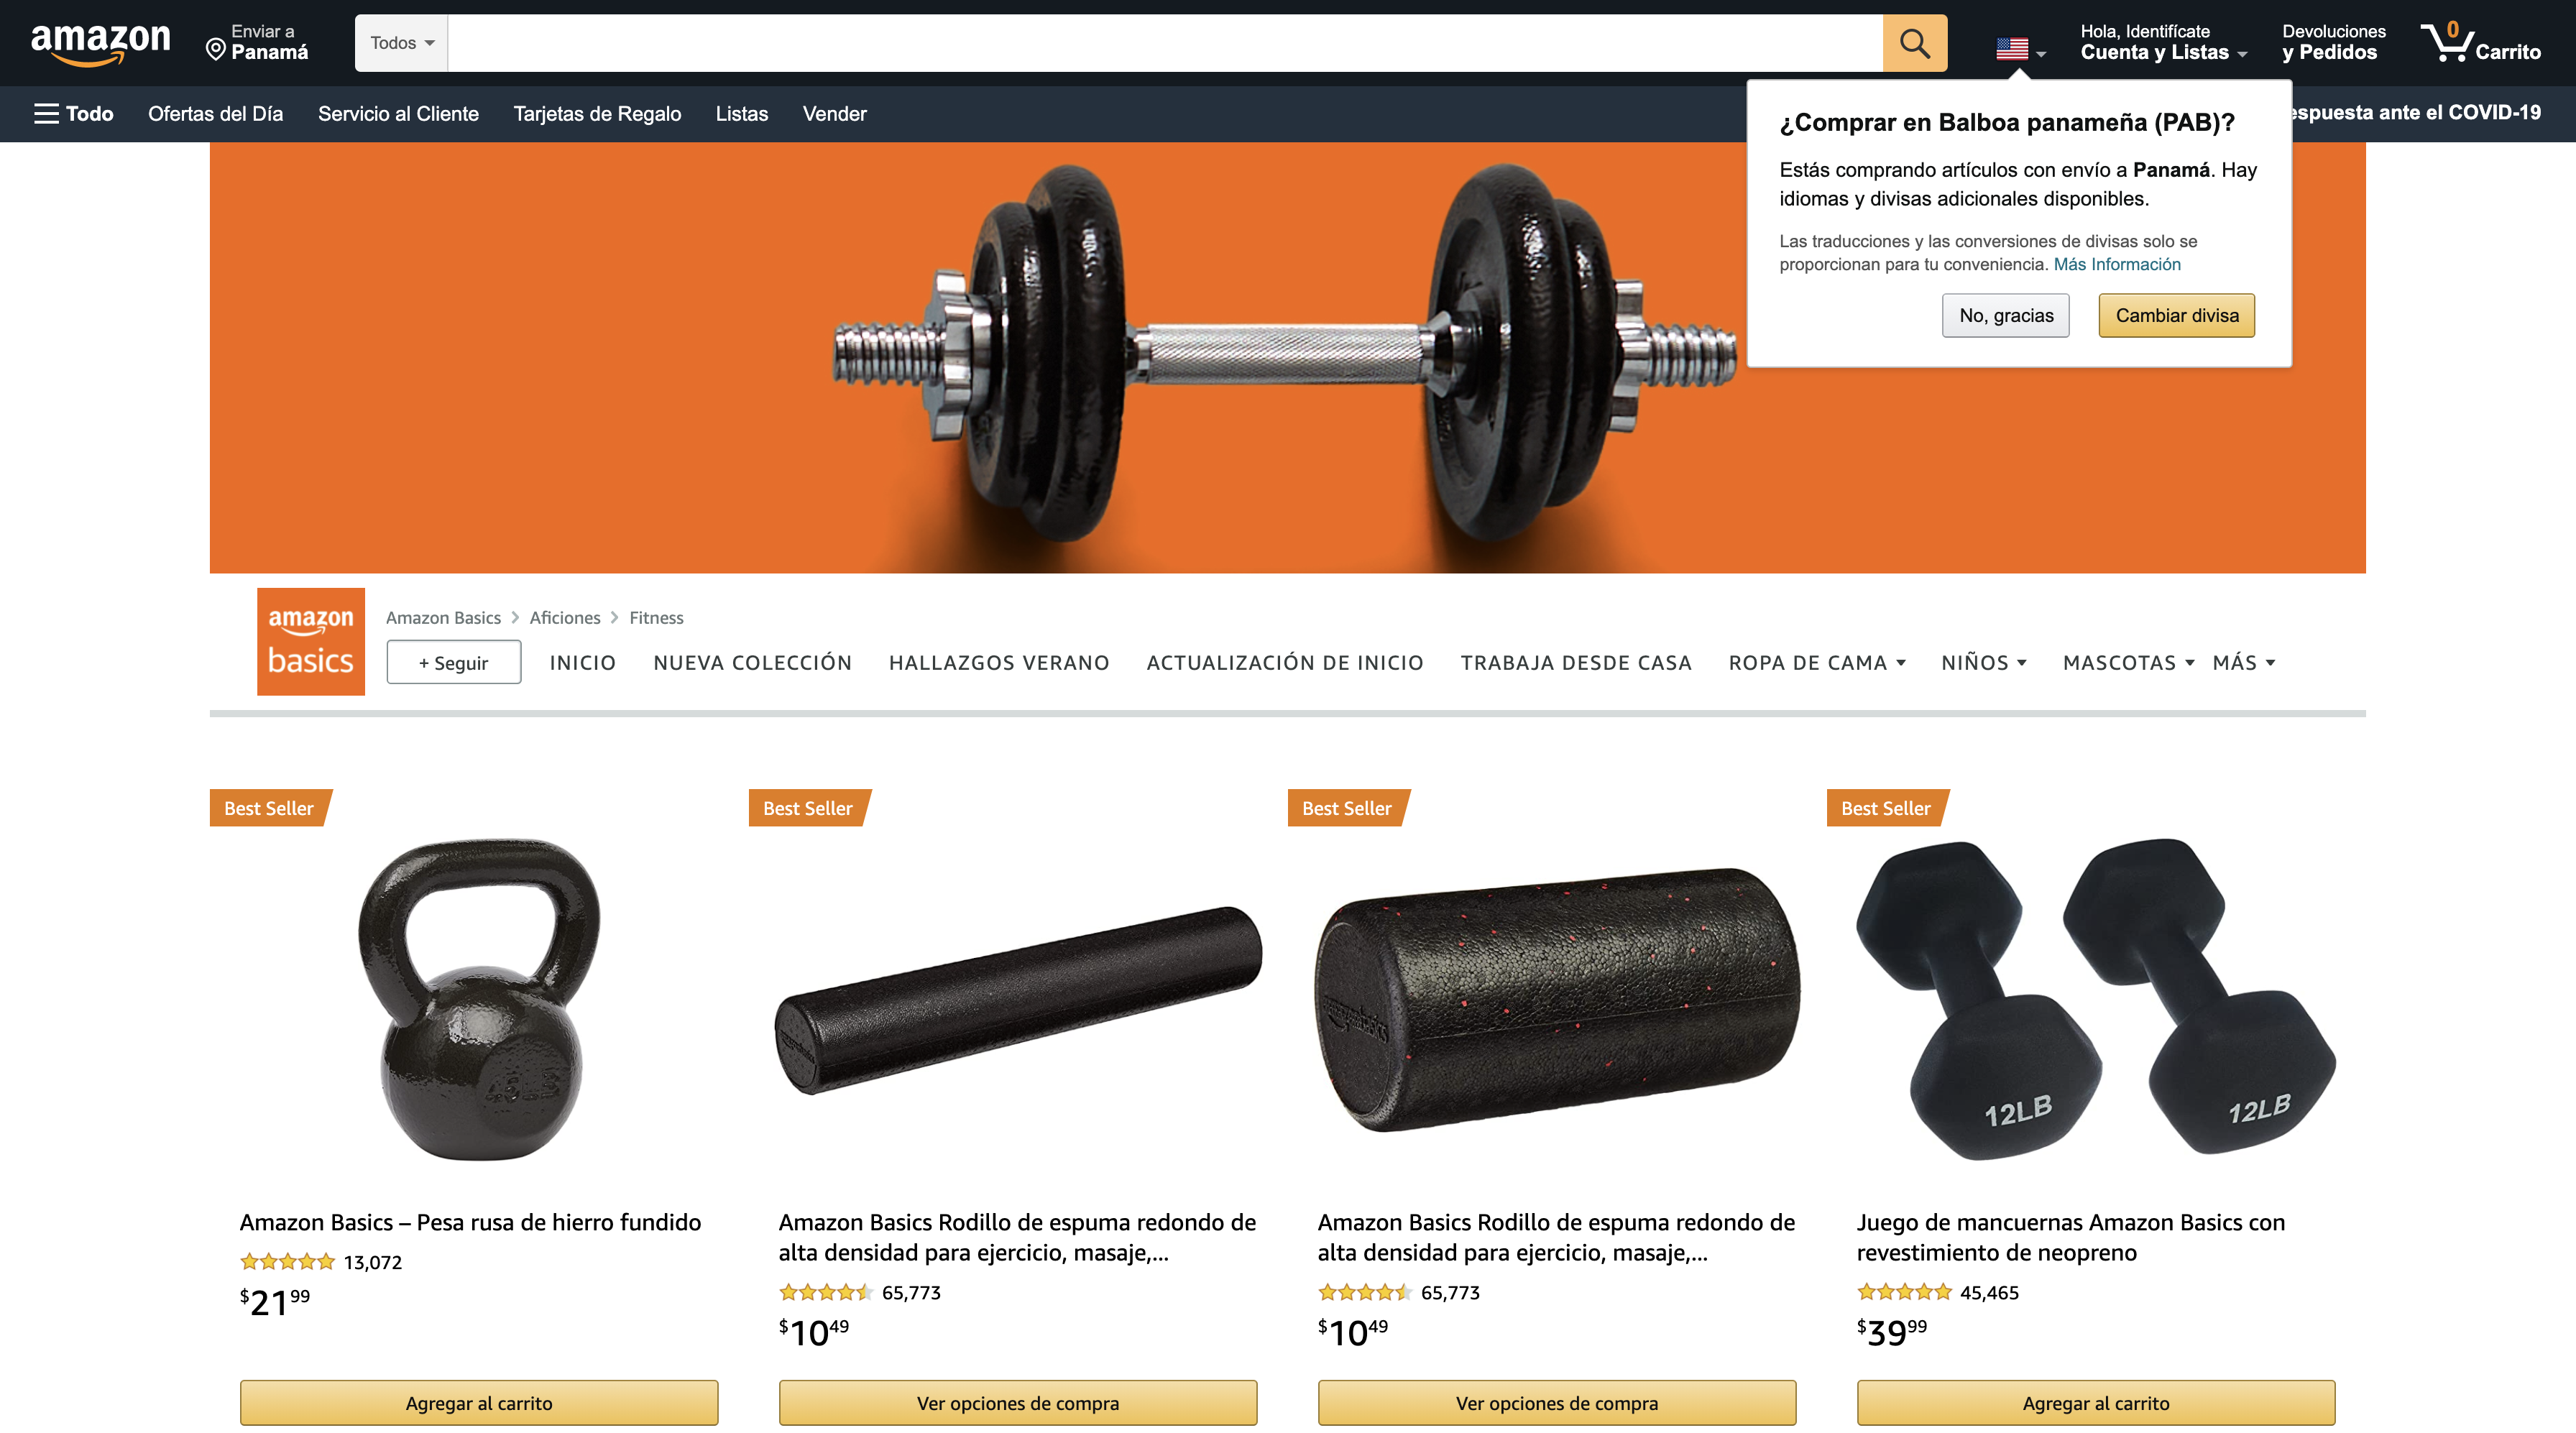 amazon
Enviar a
Panamá
Todos
Hola, Identifícate
Cuenta y Listas
Devoluciones
y Pedidos
0
Carrito
Todo
Ofertas del Día
Servicio al Cliente
Tarjetas de Regalo
Listas
Vender
espuesta ante el COVID-19
¿Comprar en Balboa panameña (PAB)?
Estás comprando artículos con envío a Panamá. Hay
idiomas y divisas adicionales disponibles.
Las traducciones y las conversiones de divisas solo se
proporcionan para tu conveniencia. Más Información
No, gracias
Cambiar divisa
amazon
basics
Amazon Basics
Aficiones
Fitness
+ Seguir
INICIO
NUEVA COLECCIÓN
HALLAZGOS VERANO
ACTUALIZACIÓN DE INICIO
TRABAJA DESDE CASA
ROPA DE CAMA
NIÑOS
MASCOTAS
MÁS
Best Seller
Amazon Basics – Pesa rusa de hierro fundido
13,072
$21.99
Agregar al carrito
Best Seller
Amazon Basics Rodillo de espuma redondo de
alta densidad para ejercicio, masaje,...
65,773
$10.49
Ver opciones de compra
Best Seller
Amazon Basics Rodillo de espuma redondo de
alta densidad para ejercicio, masaje,...
65,773
$10.49
Ver opciones de compra
Best Seller
12LB
12LB
Juego de mancuernas Amazon Basics con
revestimiento de neopreno
45,465
$39.99
Agregar al carrito